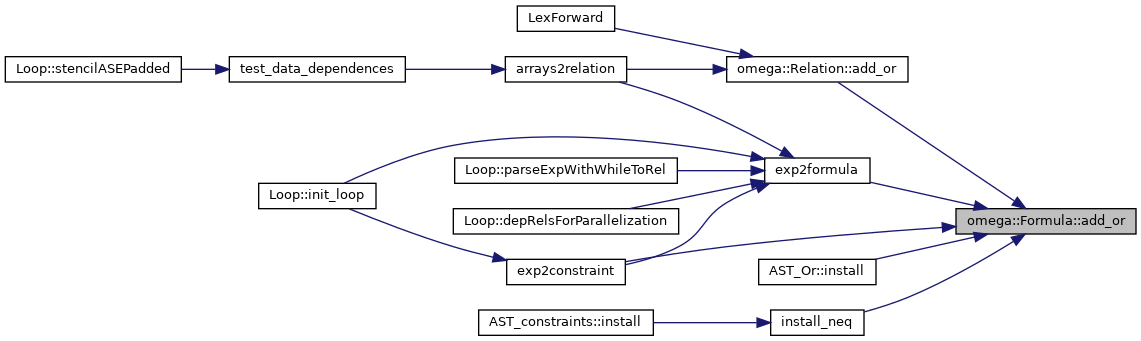 LexForward
Loop::stencilASEPadded
test_data_dependences
arrays2relation
omega::Relation::add_or
Loop::parseExpWithWhileToRel
exp2formula
Loop::init_loop
Loop::depRelsForParallelization
omega::Formula::add_or
exp2constraint
AST_Or::install
AST_constraints::install
install_neq